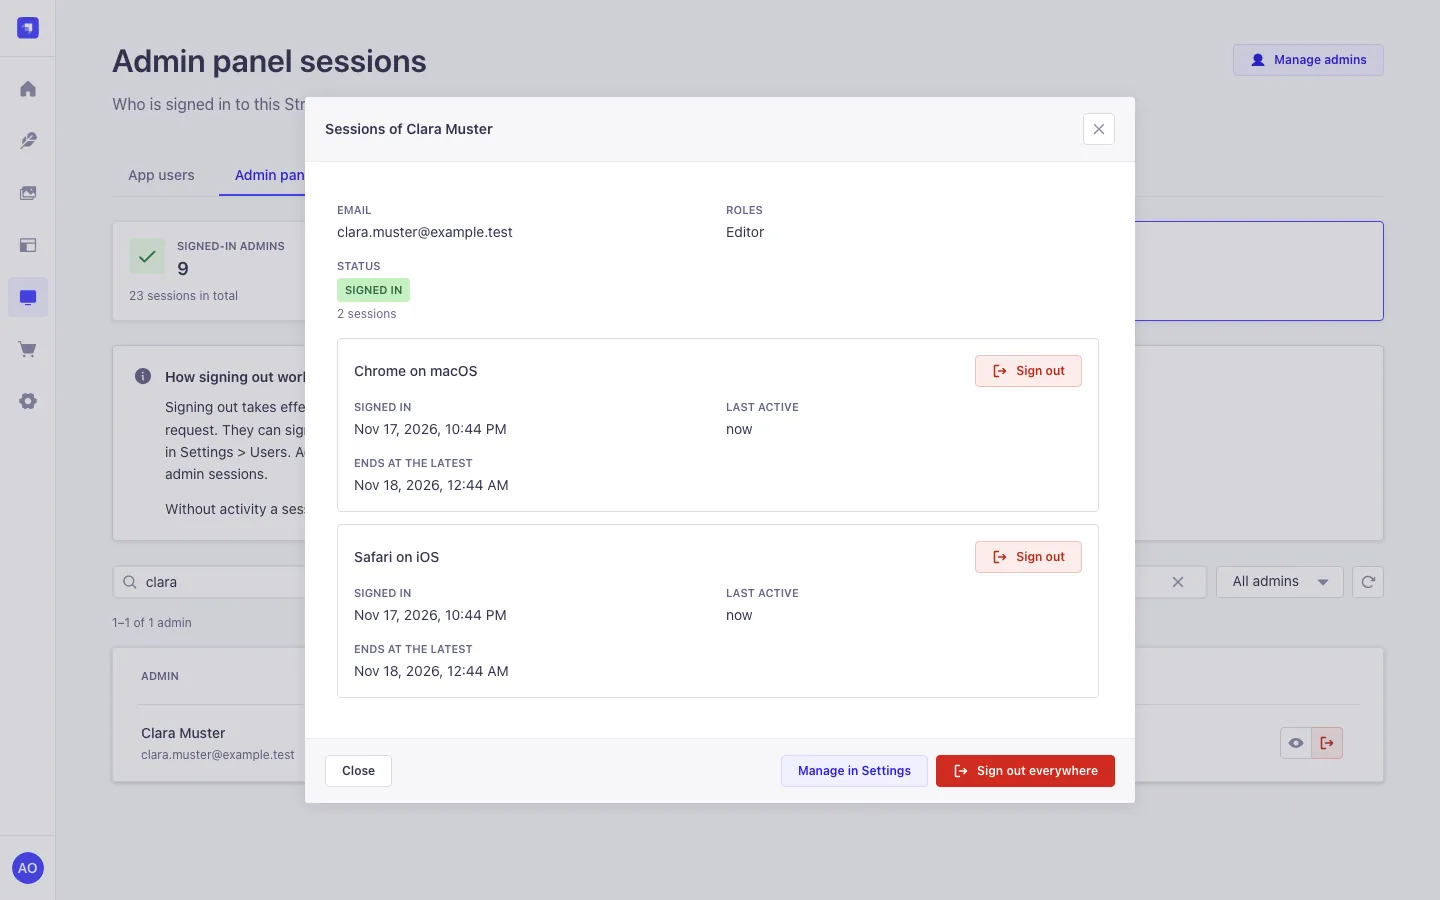 Admin panel sessions
Manage admins
Who is signed in to this Str
App users
Admin pan
SIGNED-IN ADMINS
9
23 sessions in total
How signing out worl
Signing out takes effe
request. They can sig
in Settings > Users. A
admin sessions.
Without activity a ses
clara
All admins
1–1 of 1 admin
ADMIN
Clara Muster
clara.muster@example.test
AO
Sessions of Clara Muster
EMAIL
clara.muster@example.test
ROLES
Editor
STATUS
SIGNED IN
2 sessions
Chrome on macOS
Sign out
SIGNED IN
Nov 17, 2026, 10:44 PM
LAST ACTIVE
now
ENDS AT THE LATEST
Nov 18, 2026, 12:44 AM
Safari on iOS
Sign out
SIGNED IN
Nov 17, 2026, 10:44 PM
LAST ACTIVE
now
ENDS AT THE LATEST
Nov 18, 2026, 12:44 AM
Close
Manage in Settings
Sign out everywhere